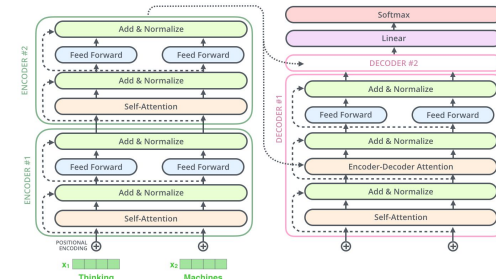 ENCODER #2
Add & Normalize
Feed Forward
Feed Forward
Add & Normalize
Self-Attention
ENCODER #1
Add & Normalize
Feed Forward
Feed Forward
Add & Normalize
Self-Attention
POSITIONAL
ENCODING
x₁
x₂
Thinking
Machines
Softmax
Linear
DECODER #2
DECODER #1
Add & Normalize
Feed Forward
Feed Forward
Add & Normalize
Encoder-Decoder Attention
Add & Normalize
Self-Attention